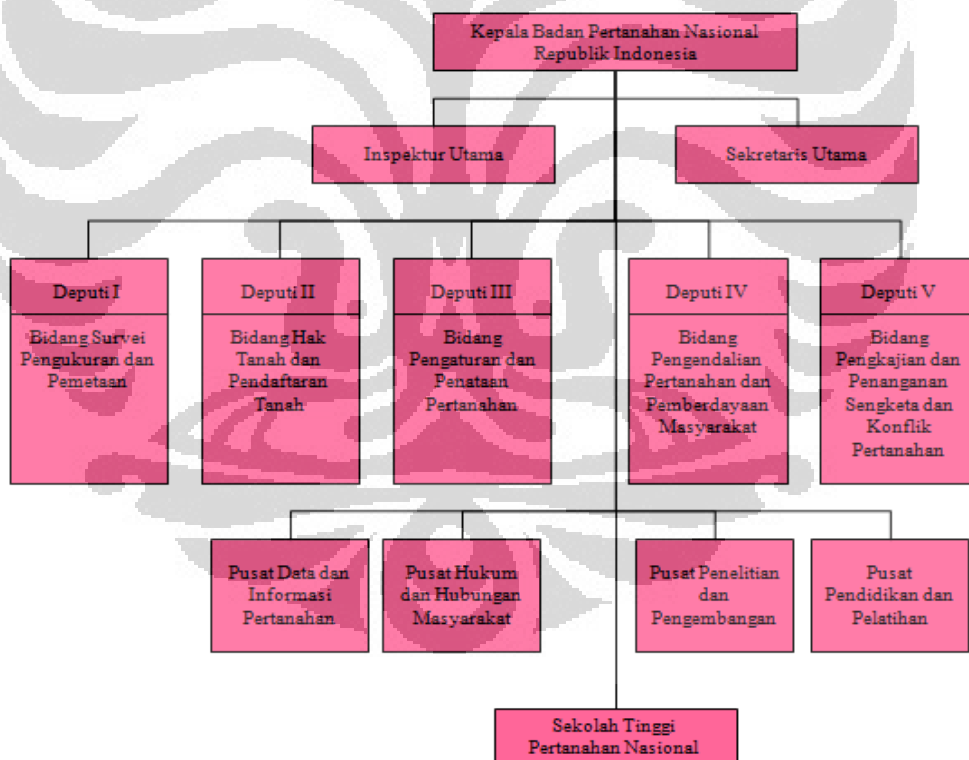 Kepala Badan Pertanahan Nasional
Republik Indonesia
Inspektur Utama
Sekretaris Utama
Deputi I
Bidang Survei
Pengukuran dan
Pemetaan
Deputi II
Bidang Hak
Tanah dan
Pendaftaran
Tanah
Deputi III
Bidang
Pengaturan dan
Penataan
Pertanahan
Deputi IV
Bidang
Pengendalian
Pertanahan dan
Pemberdayaan
Masyarakat
Deputi V
Bidang
Pengkajian dan
Penanganan
Sengketa dan
Konflik
Pertanahan
Pusat Data dan
Informasi
Pertanahan
Pusat Hukum
dan Hubungan
Masyarakat
Pusat Penelitian
dan
Pengembangan
Pusat
Pendidikan dan
Pelatihan
Sekolah Tinggi
Pertanahan Nasional